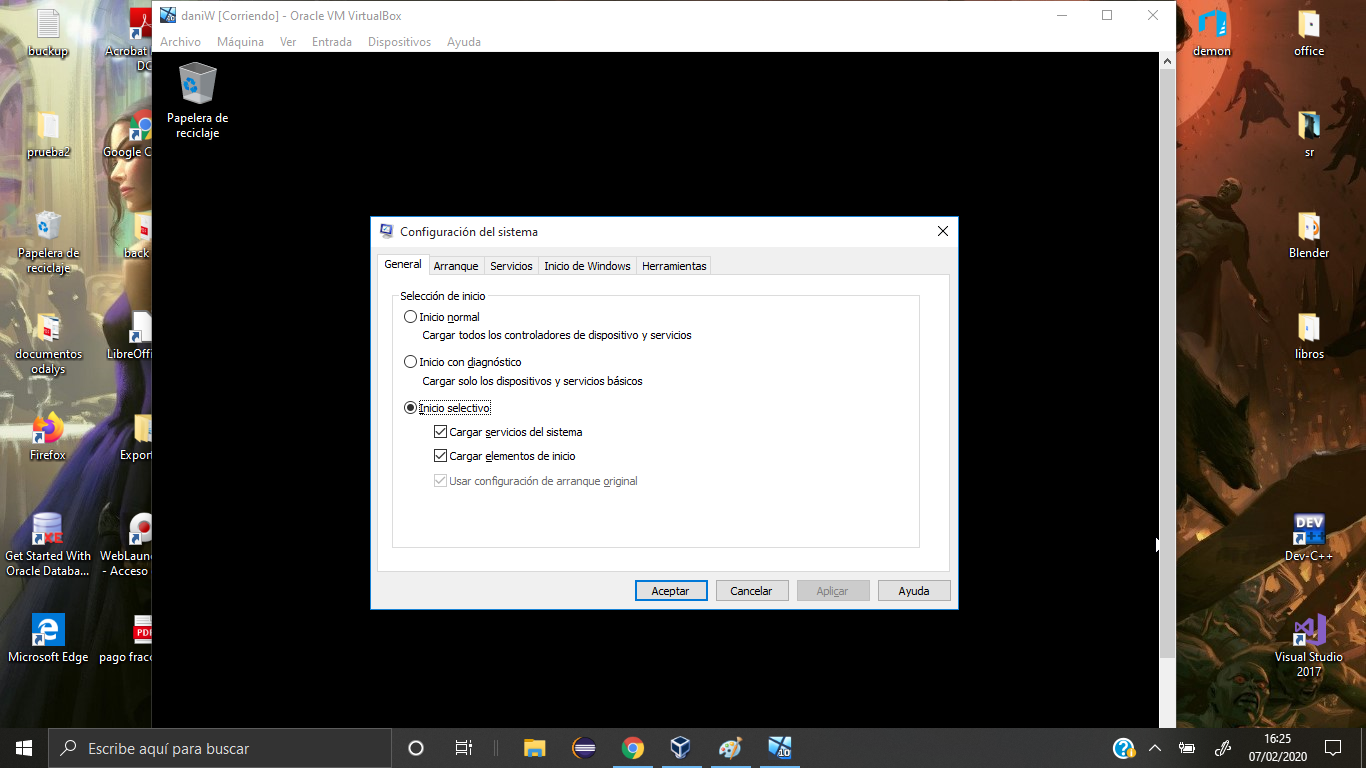 daniW [Corriendo] - Oracle VM VirtualBox
Archivo Máquina Ver Entrada Dispositivos Ayuda
Papelera de
reciclaje
Configuración del sistema
General Arranque Servicios Inicio de Windows Herramientas
Selección de inicio
Inicio normal
Cargar todos los controladores de dispositivo y servicios
Inicio con diagnóstico
Cargar solo los dispositivos y servicios básicos
Inicio selectivo
Cargar servicios del sistema
Cargar elementos de inicio
Usar configuración de arranque original
Aceptar Cancelar Aplicar Ayuda
buckup
prueba2
Papelera de
reciclaje
documentos
odalys
Firefox
Get Started With
Oracle Databa...
Microsoft Edge
Acrobat
DC
Google C
back
LibreOffi
Export
WebLaun
- Acceso
PDF
pago fracc
demon
office
sr
Blender
libros
DEV
Dev-C++
Visual Studio
2017
Escribe aquí para buscar
10
16:25
07/02/2020